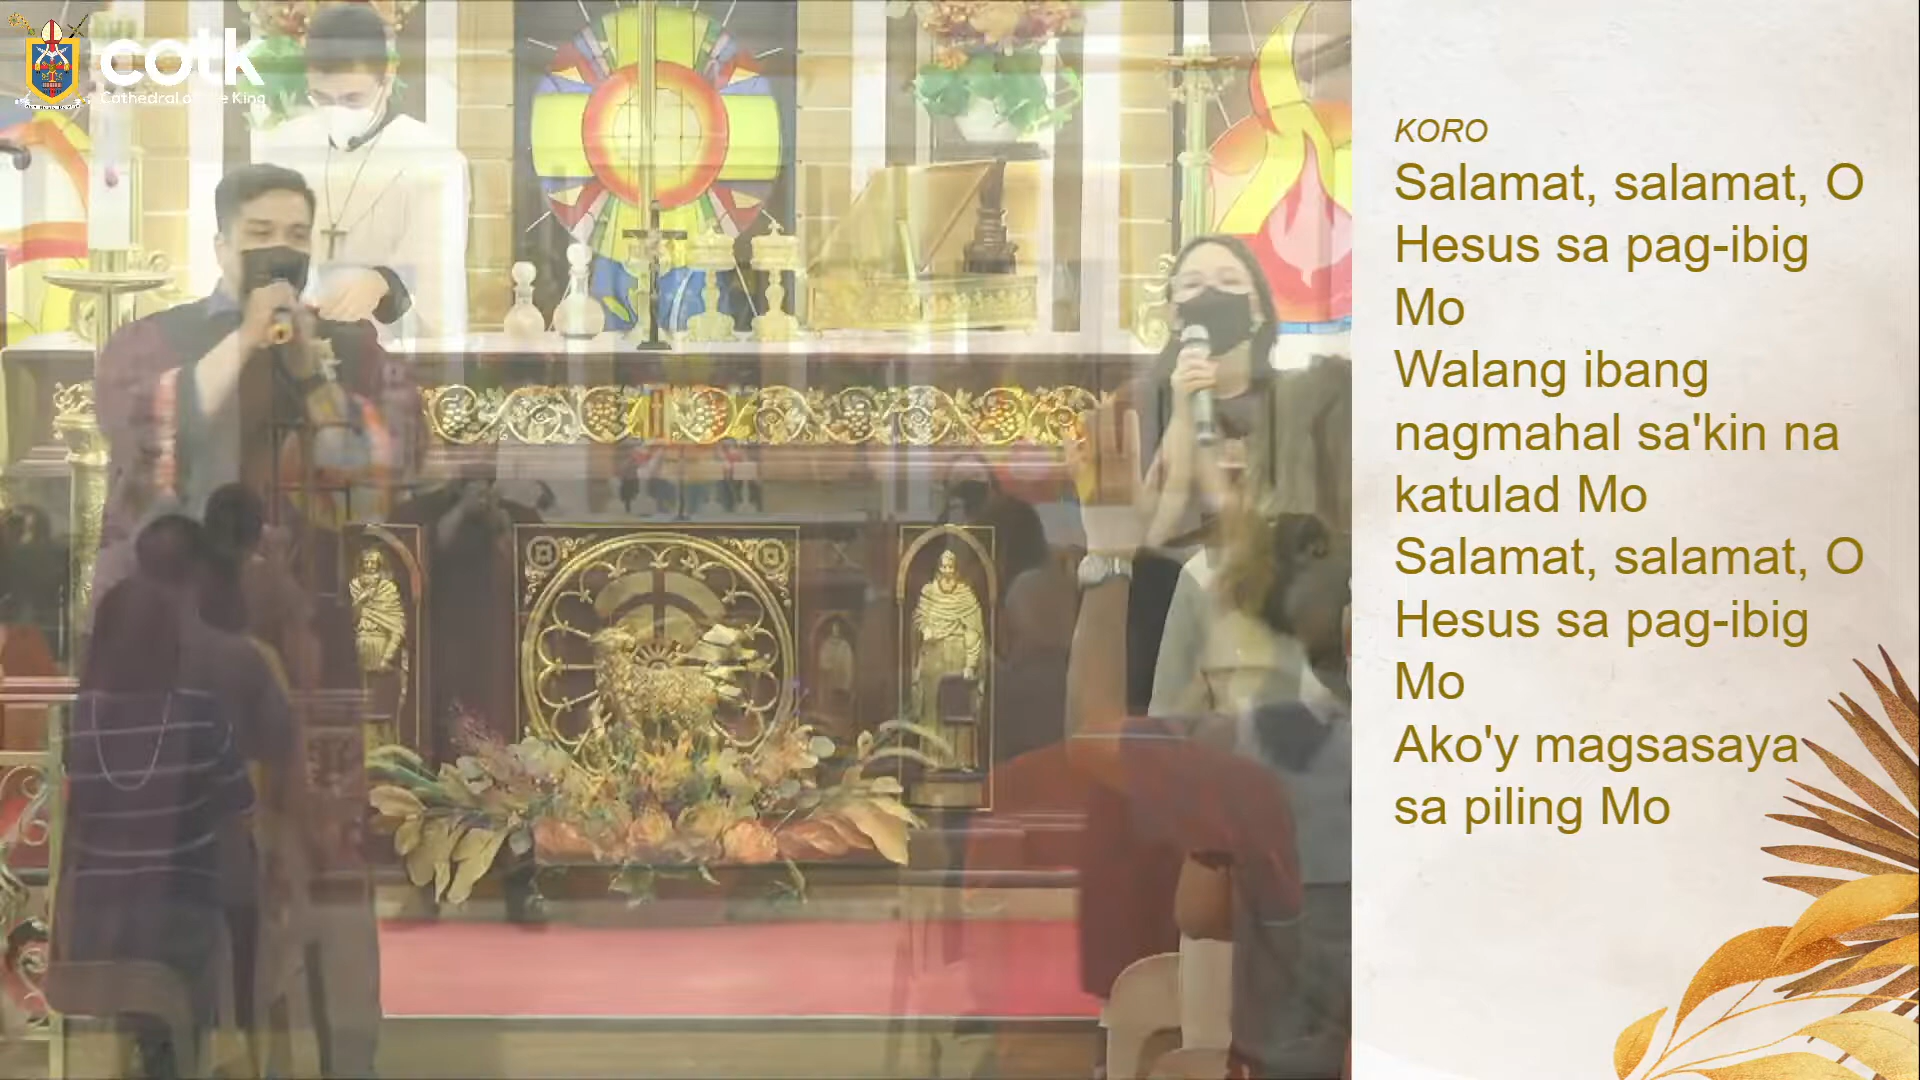 cotk
Cathedral of the King
KORO
Salamat, salamat, O
Hesus sa pag-ibig
Mo
Walang ibang
nagmahal sa'kin na
katulad Mo
Salamat, salamat, O
Hesus sa pag-ibig
Mo
Ako'y magsasaya
sa piling Mo